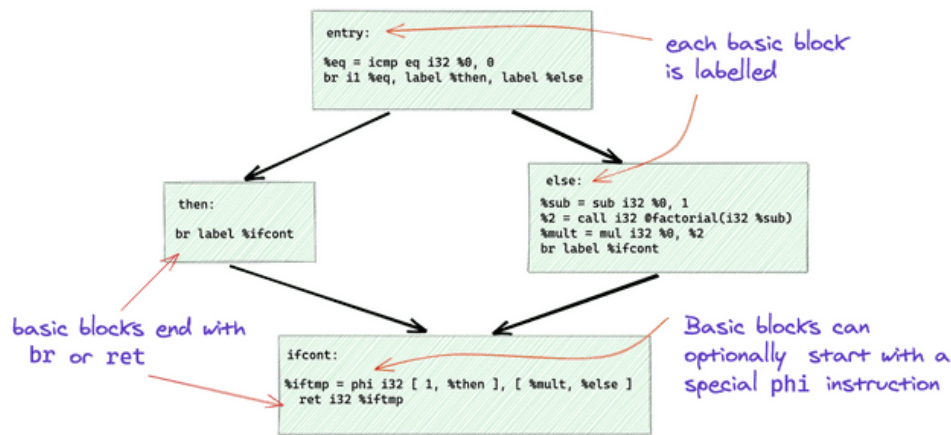 entry:
%eq = icmp eq i32 %0, 0
br i1 %eq, label %then, label %else
each basic block
is labelled
then:
br label %ifcont
else:
%sub = sub i32 %0, 1
%2 = call i32 @factorial(i32 %sub)
%mult = mul i32 %0, %2
br label %ifcont
basic blocks end with
br or ret
ifcont:
%iftmp = phi i32 [ 1, %then ], [ %mult, %else ]
ret i32 %iftmp
Basic blocks can
optionally start with a
special phi instruction